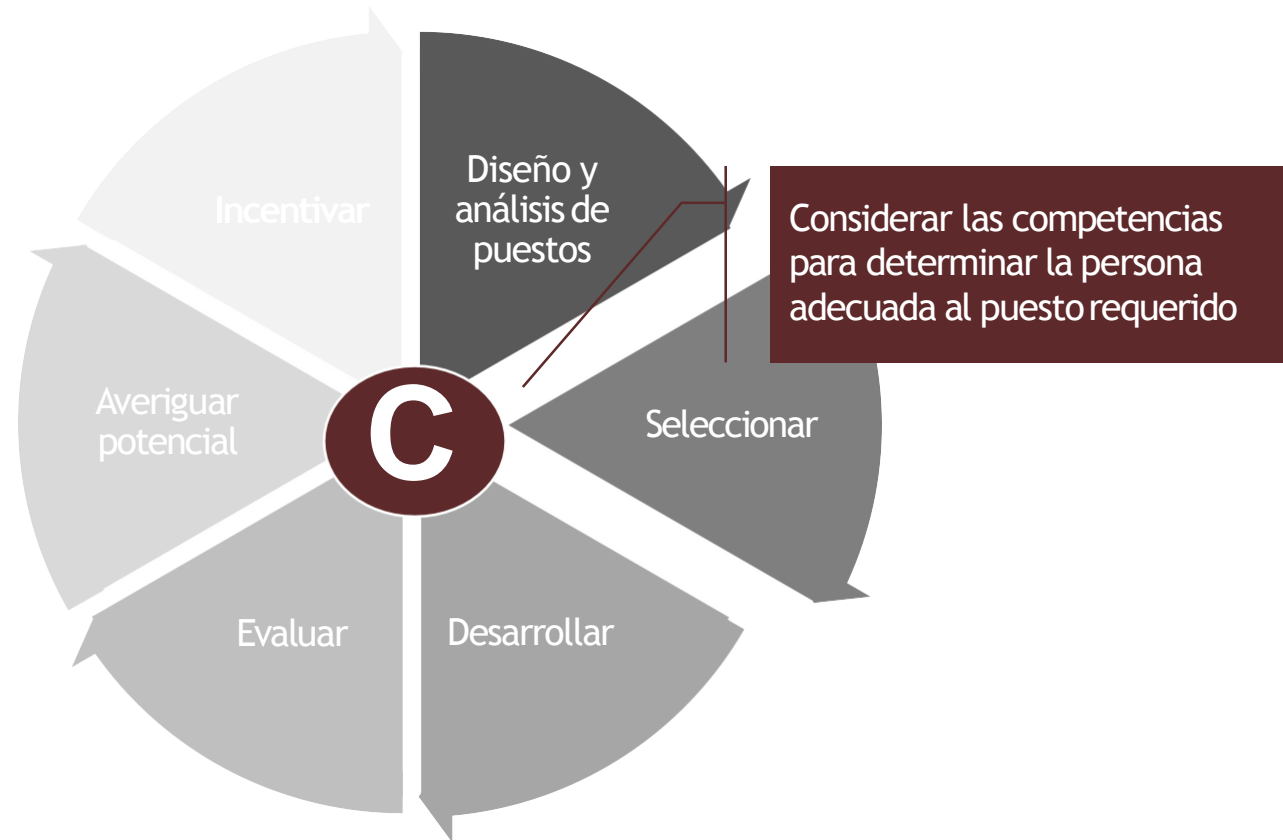 Diseño y
análisis de
puestos
Considerar las competencias
para determinar la persona
adecuada al puesto requerido
Seleccionar
Desarrollar
Evaluar
Averiguar
potencial
Incentivar
C